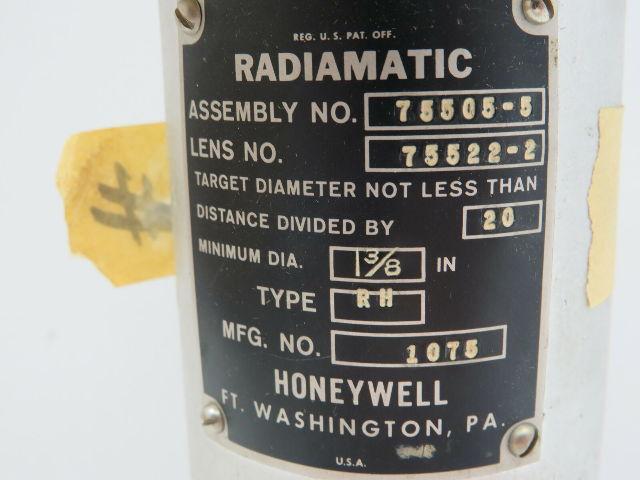 REG. U.S. PAT. OFF.
RADIAMATIC
ASSEMBLY NO. 75505-5
LENS NO. 75522-2
TARGET DIAMETER NOT LESS THAN
DISTANCE DIVIDED BY 20
MINIMUM DIA. 1 3/8 IN
TYPE RH
MFG. NO. 1075
HONEYWELL
FT. WASHINGTON, PA.
U.S.A.